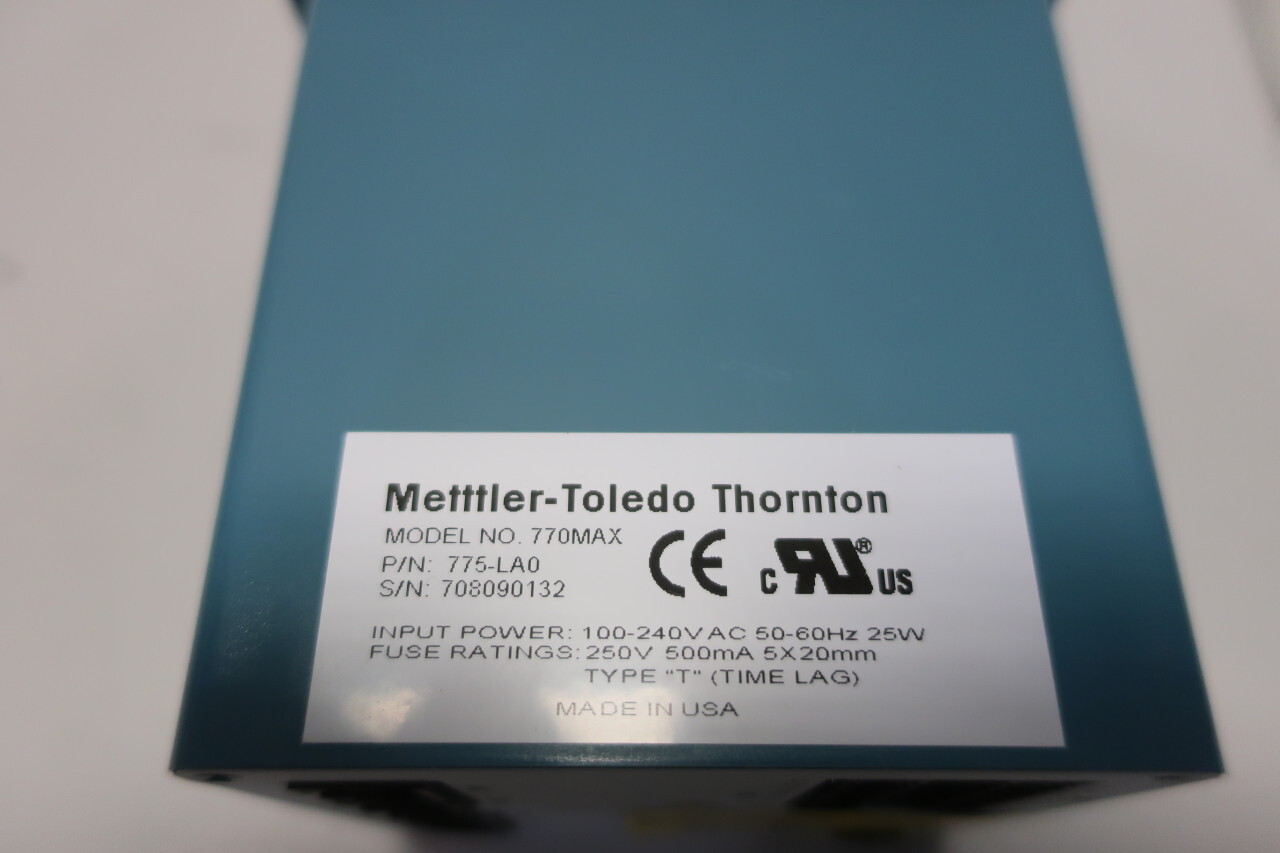 Metttler-Toledo Thornton
MODEL NO. 770MAX
P/N: 775-LA0
S/N: 708090132
CE c RU® US
INPUT POWER: 100-240VAC 50-60Hz 25W
FUSE RATINGS: 250V 500mA 5X20mm
TYPE "T" (TIME LAG)
MADE IN USA